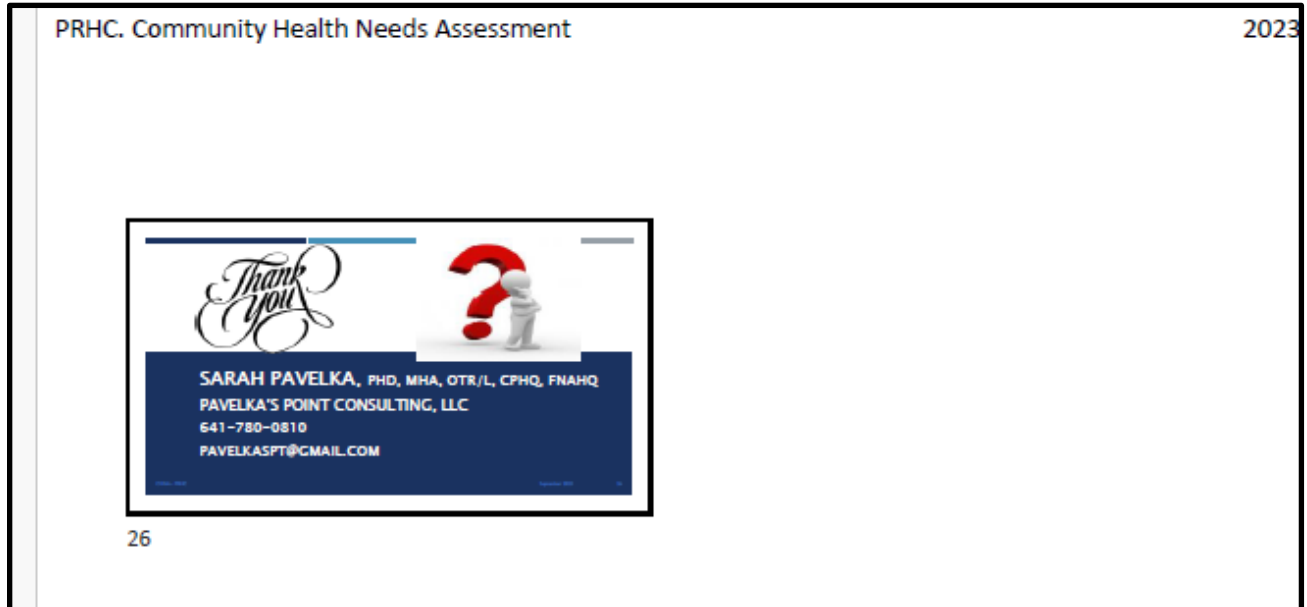 PRHC. Community Health Needs Assessment 2023
Thank
You
SARAH PAVELKA, PHD, MHA, OTR/L, CPHQ, FNAHQ
PAVELKA'S POINT CONSULTING, LLC
641-780-0810
PAVELKASPT@GMAIL.COM
26